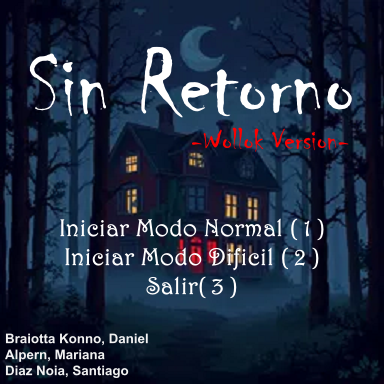 Sin Retorno
-Wollok Version-
Iniciar Modo Normal (1)
Iniciar Modo Dificil (2)
Salir(3)
Braiotta Konno, Daniel
Alpern, Mariana
Diaz Noia, Santiago